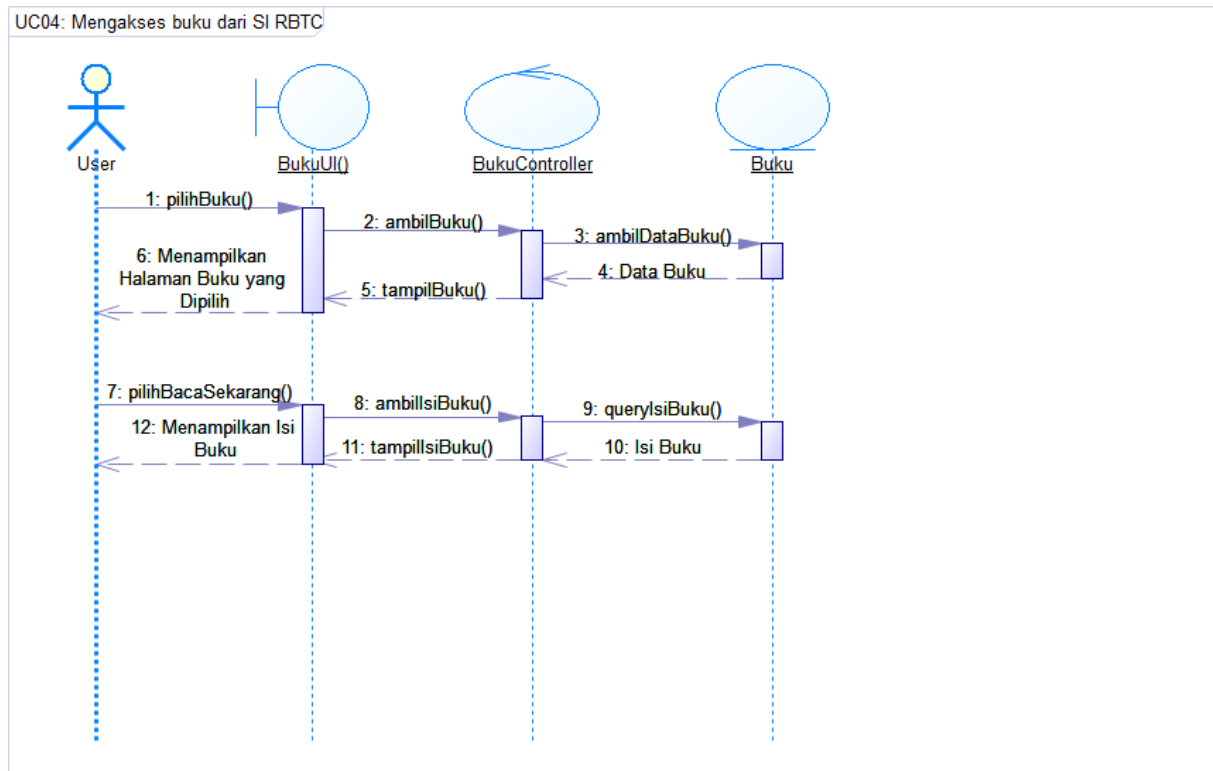 UC04: Mengakses buku dari SI RBTC
User
BukuUI()
BukuController
Buku
1: pilihBuku()
2: ambilBuku()
3: ambilDataBuku()
4: Data Buku
5: tampilBuku()
6: Menampilkan
Halaman Buku yang
Dipilih
7: pilihBacaSekarang()
8: ambilIsiBuku()
9: queryIsiBuku()
10: Isi Buku
11: tampilIsiBuku()
12: Menampilkan Isi
Buku